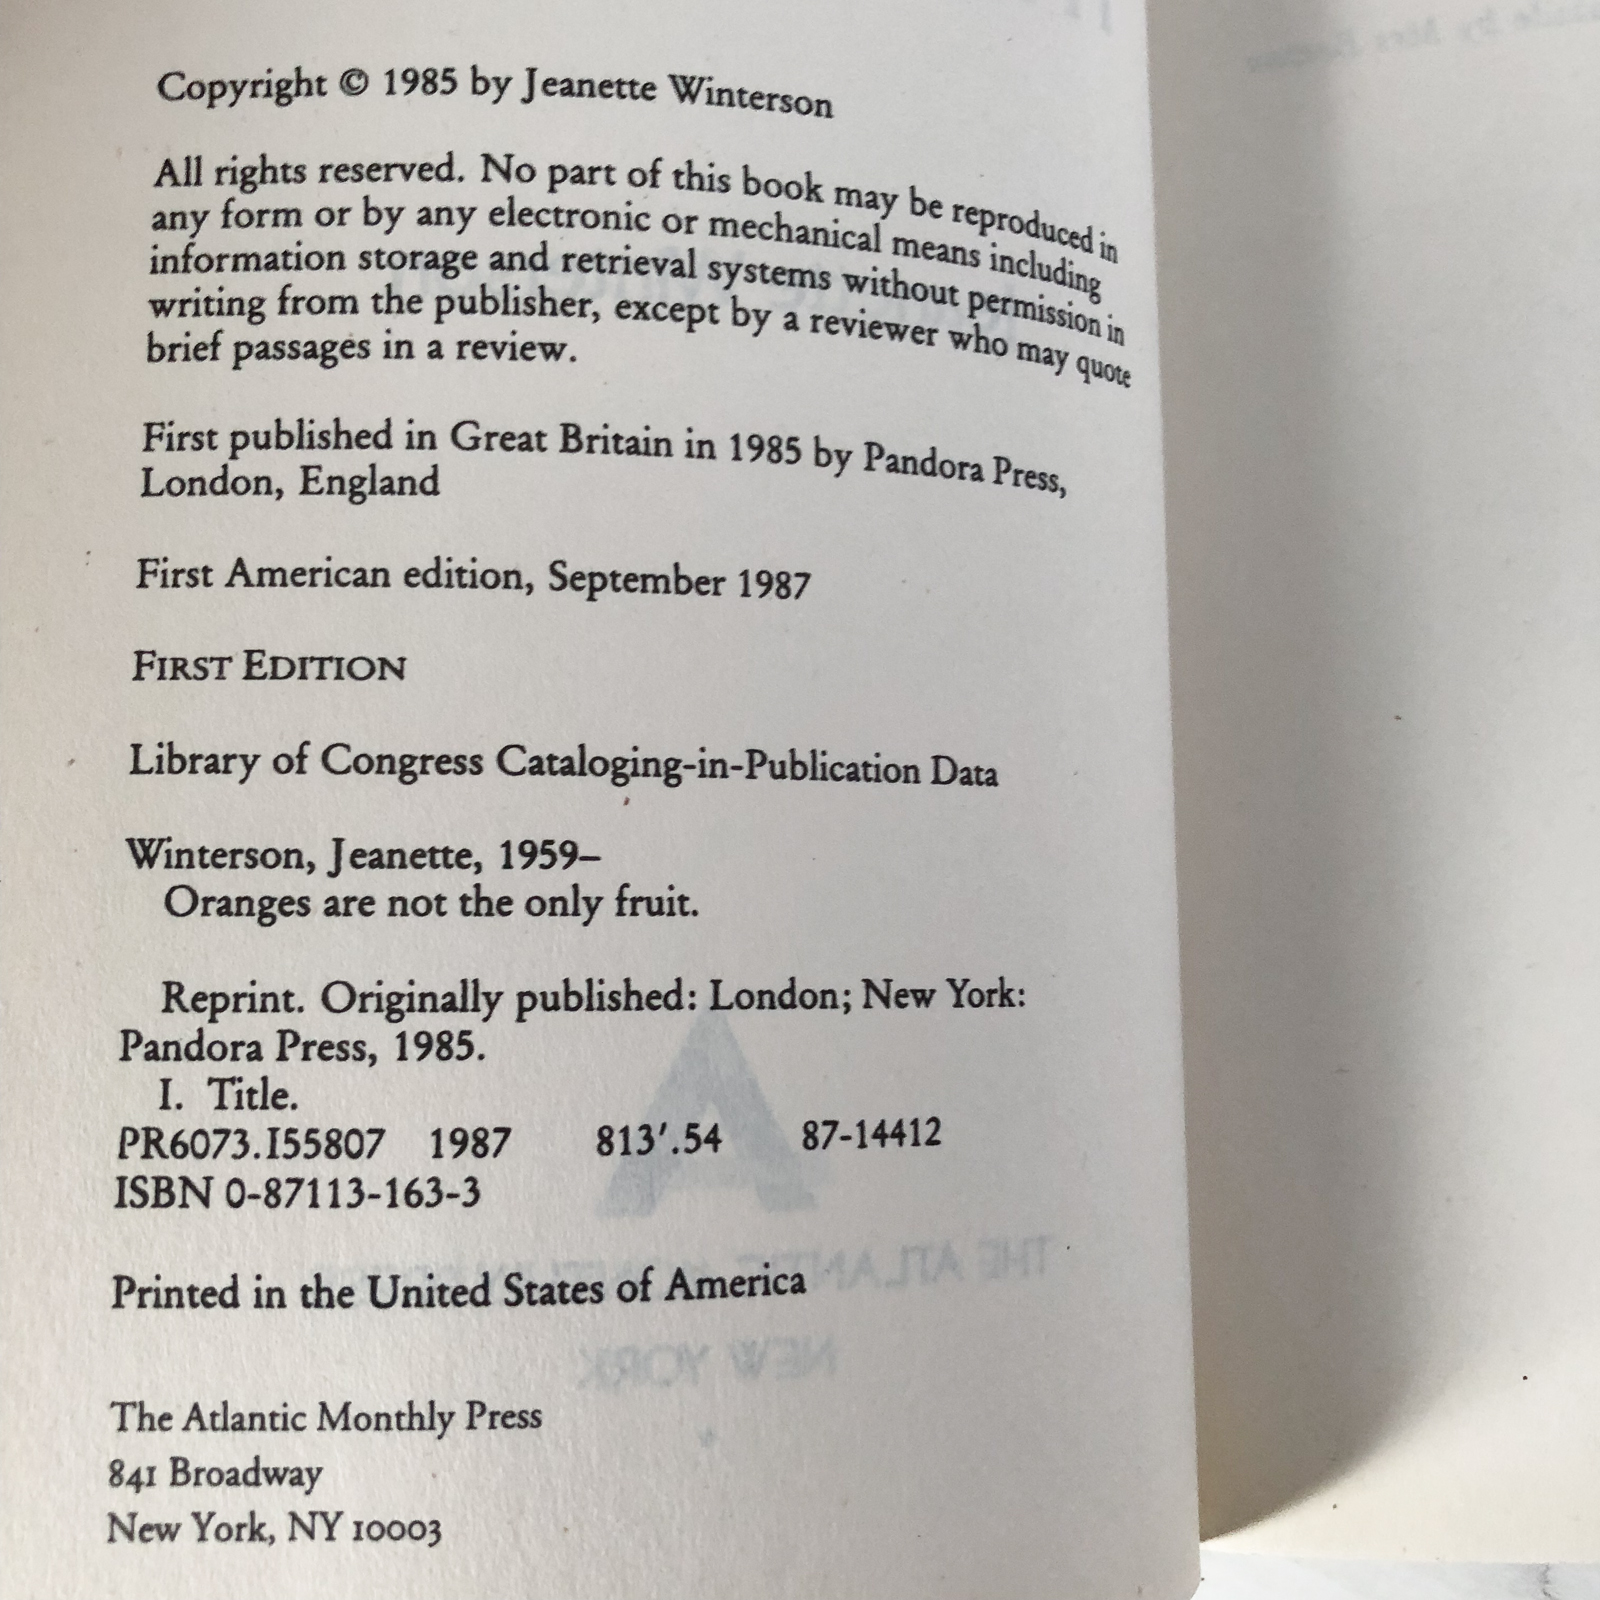 Copyright © 1985 by Jeanette Winterson
All rights reserved. No part of this book may be reproduced in
any form or by any electronic or mechanical means including
information storage and retrieval systems without permission in
writing from the publisher, except by a reviewer who may quote
brief passages in a review.
First published in Great Britain in 1985 by Pandora Press,
London, England
First American edition, September 1987
FIRST EDITION
Library of Congress Cataloging-in-Publication Data
Winterson, Jeanette, 1959–
Oranges are not the only fruit.
Reprint. Originally published: London; New York:
Pandora Press, 1985.
I. Title.
PR6073.I55807 1987 813′.54 87-14412
ISBN 0-87113-163-3
Printed in the United States of America
THE ATLANTIC
NEW YORK
The Atlantic Monthly Press
841 Broadway
New York, NY 10003